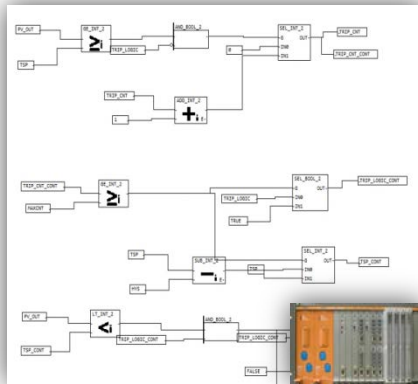 PV_OUT
GE_INT_2
AND_BOOL_2
TRIP_LOGIC
TSP
SEL_INT_2
G OUT
IN0
IN1
0
TRIP_CNT
TRIP_INT_CONT
TRIP_CNT
ADD_INT_2
1
TRIP_INT_CONT
GE_INT_2
MAXCNT
SEL_BOOL_2
G OUT
IN0
IN1
TRIP_LOGIC
TRUE
TRIP_LOGIC_CONT
TSP
SUB_INT_2
HYS
SEL_INT_2
G OUT
IN0
IN1
TSP
TSP_CONT
PV_OUT
LT_INT_2
AND_BOOL_2
TSP_CONT
TRIP_LOGIC_CONT
TRIP_LOGIC_CONT
FALSE